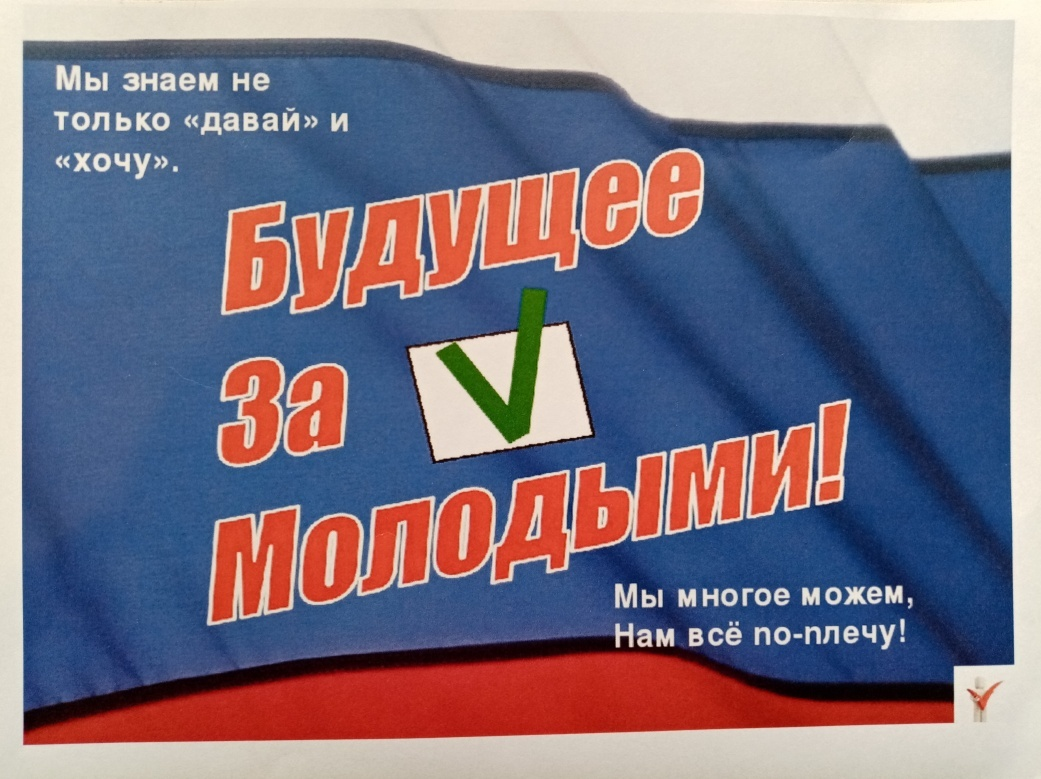 Мы знаем не
только «давай» и
«хочу».
Будущее
За
Молодыми!
Мы многое можем,
Нам всё по-плечу!